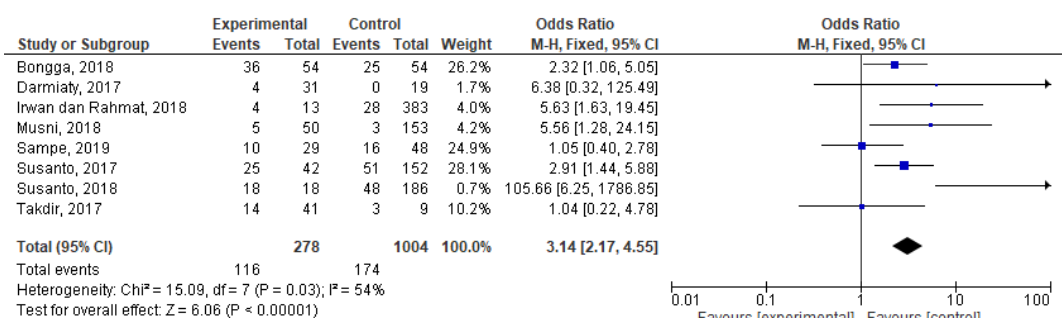 Experimental Control Odds Ratio Odds Ratio
Study or Subgroup Events Total Events Total Weight M-H, Fixed, 95% CI M-H, Fixed, 95% CI
Bongga, 2018 36 54 25 54 26.2% 2.32 [1.06, 5.05]
Darmiaty, 2017 4 31 0 19 1.7% 6.38 [0.32, 125.49]
Irwan dan Rahmat, 2018 4 13 28 383 4.0% 5.63 [1.63, 19.45]
Musni, 2018 5 50 3 153 4.2% 5.56 [1.28, 24.15]
Sampe, 2019 10 29 16 48 24.9% 1.05 [0.40, 2.78]
Susanto, 2017 25 42 51 152 28.1% 2.91 [1.44, 5.88]
Susanto, 2018 18 18 48 186 0.7% 105.66 [6.25, 1786.85]
Takdir, 2017 14 41 3 9 10.2% 1.04 [0.22, 4.78]
Total (95% CI) 278 1004 100.0% 3.14 [2.17, 4.55]
Total events 116 174
Heterogeneity: Chi² = 15.09, df = 7 (P = 0.03); I² = 54%
Test for overall effect: Z = 6.06 (P < 0.00001)
0.01 0.1 1 10 100
Favours [experimental] Favours [control]